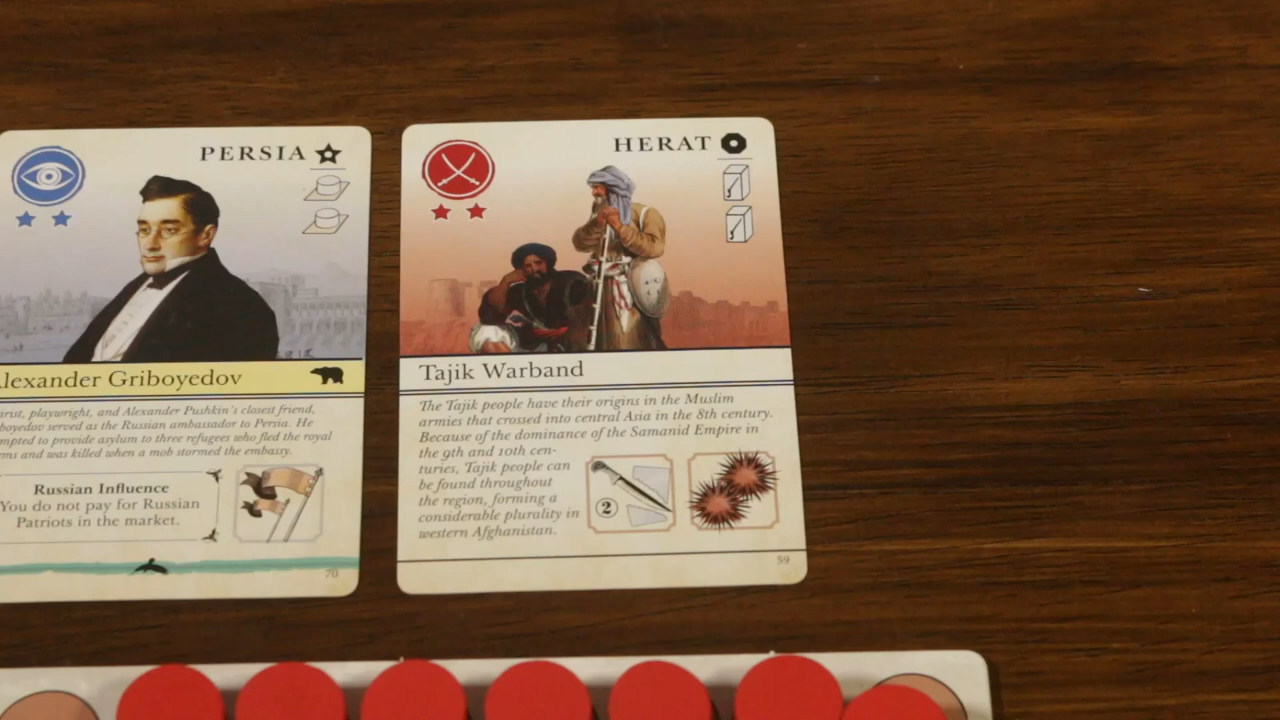 PERSIA
Alexander Griboyedov
playwright, and Alexander Pushkin's closest friend,
served as the Russian ambassador to Persia. He
to provide asylum to three refugees who fled the royal
and was killed when a mob stormed the embassy.
Russian Influence
You do not pay for Russian
Patriots in the market.
70
HERAT
Tajik Warband
The Tajik people have their origins in the Muslim
armies that crossed into central Asia in the 8th century.
Because of the dominance of the Samanid Empire in
the 9th and 10th cen-
turies, Tajik people can
be found throughout
the region, forming a
considerable plurality in
western Afghanistan.
2
59